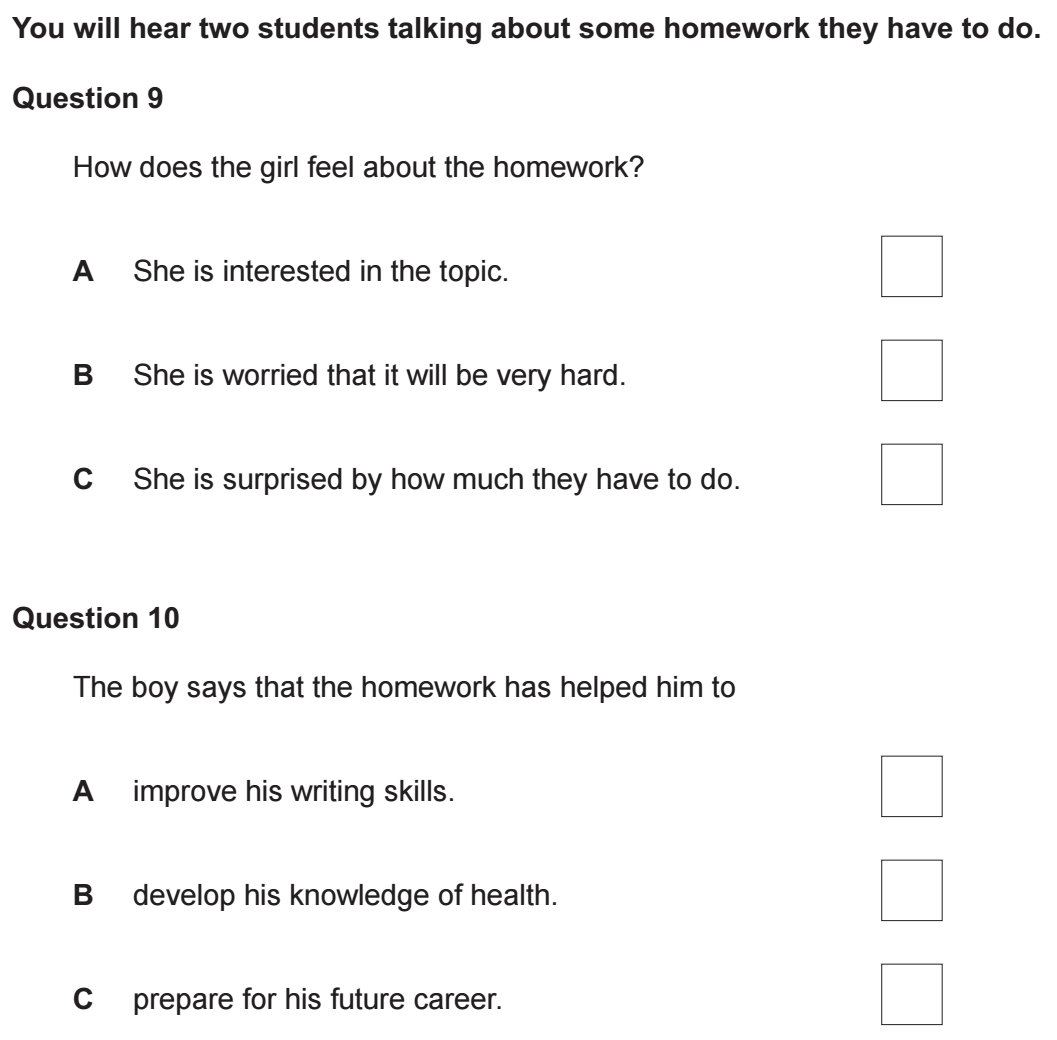 You will hear two students talking about some homework they have to do.
Question 9
How does the girl feel about the homework?
A She is interested in the topic.
B She is worried that it will be very hard.
C She is surprised by how much they have to do.
Question 10
The boy says that the homework has helped him to
A improve his writing skills.
B develop his knowledge of health.
C prepare for his future career.